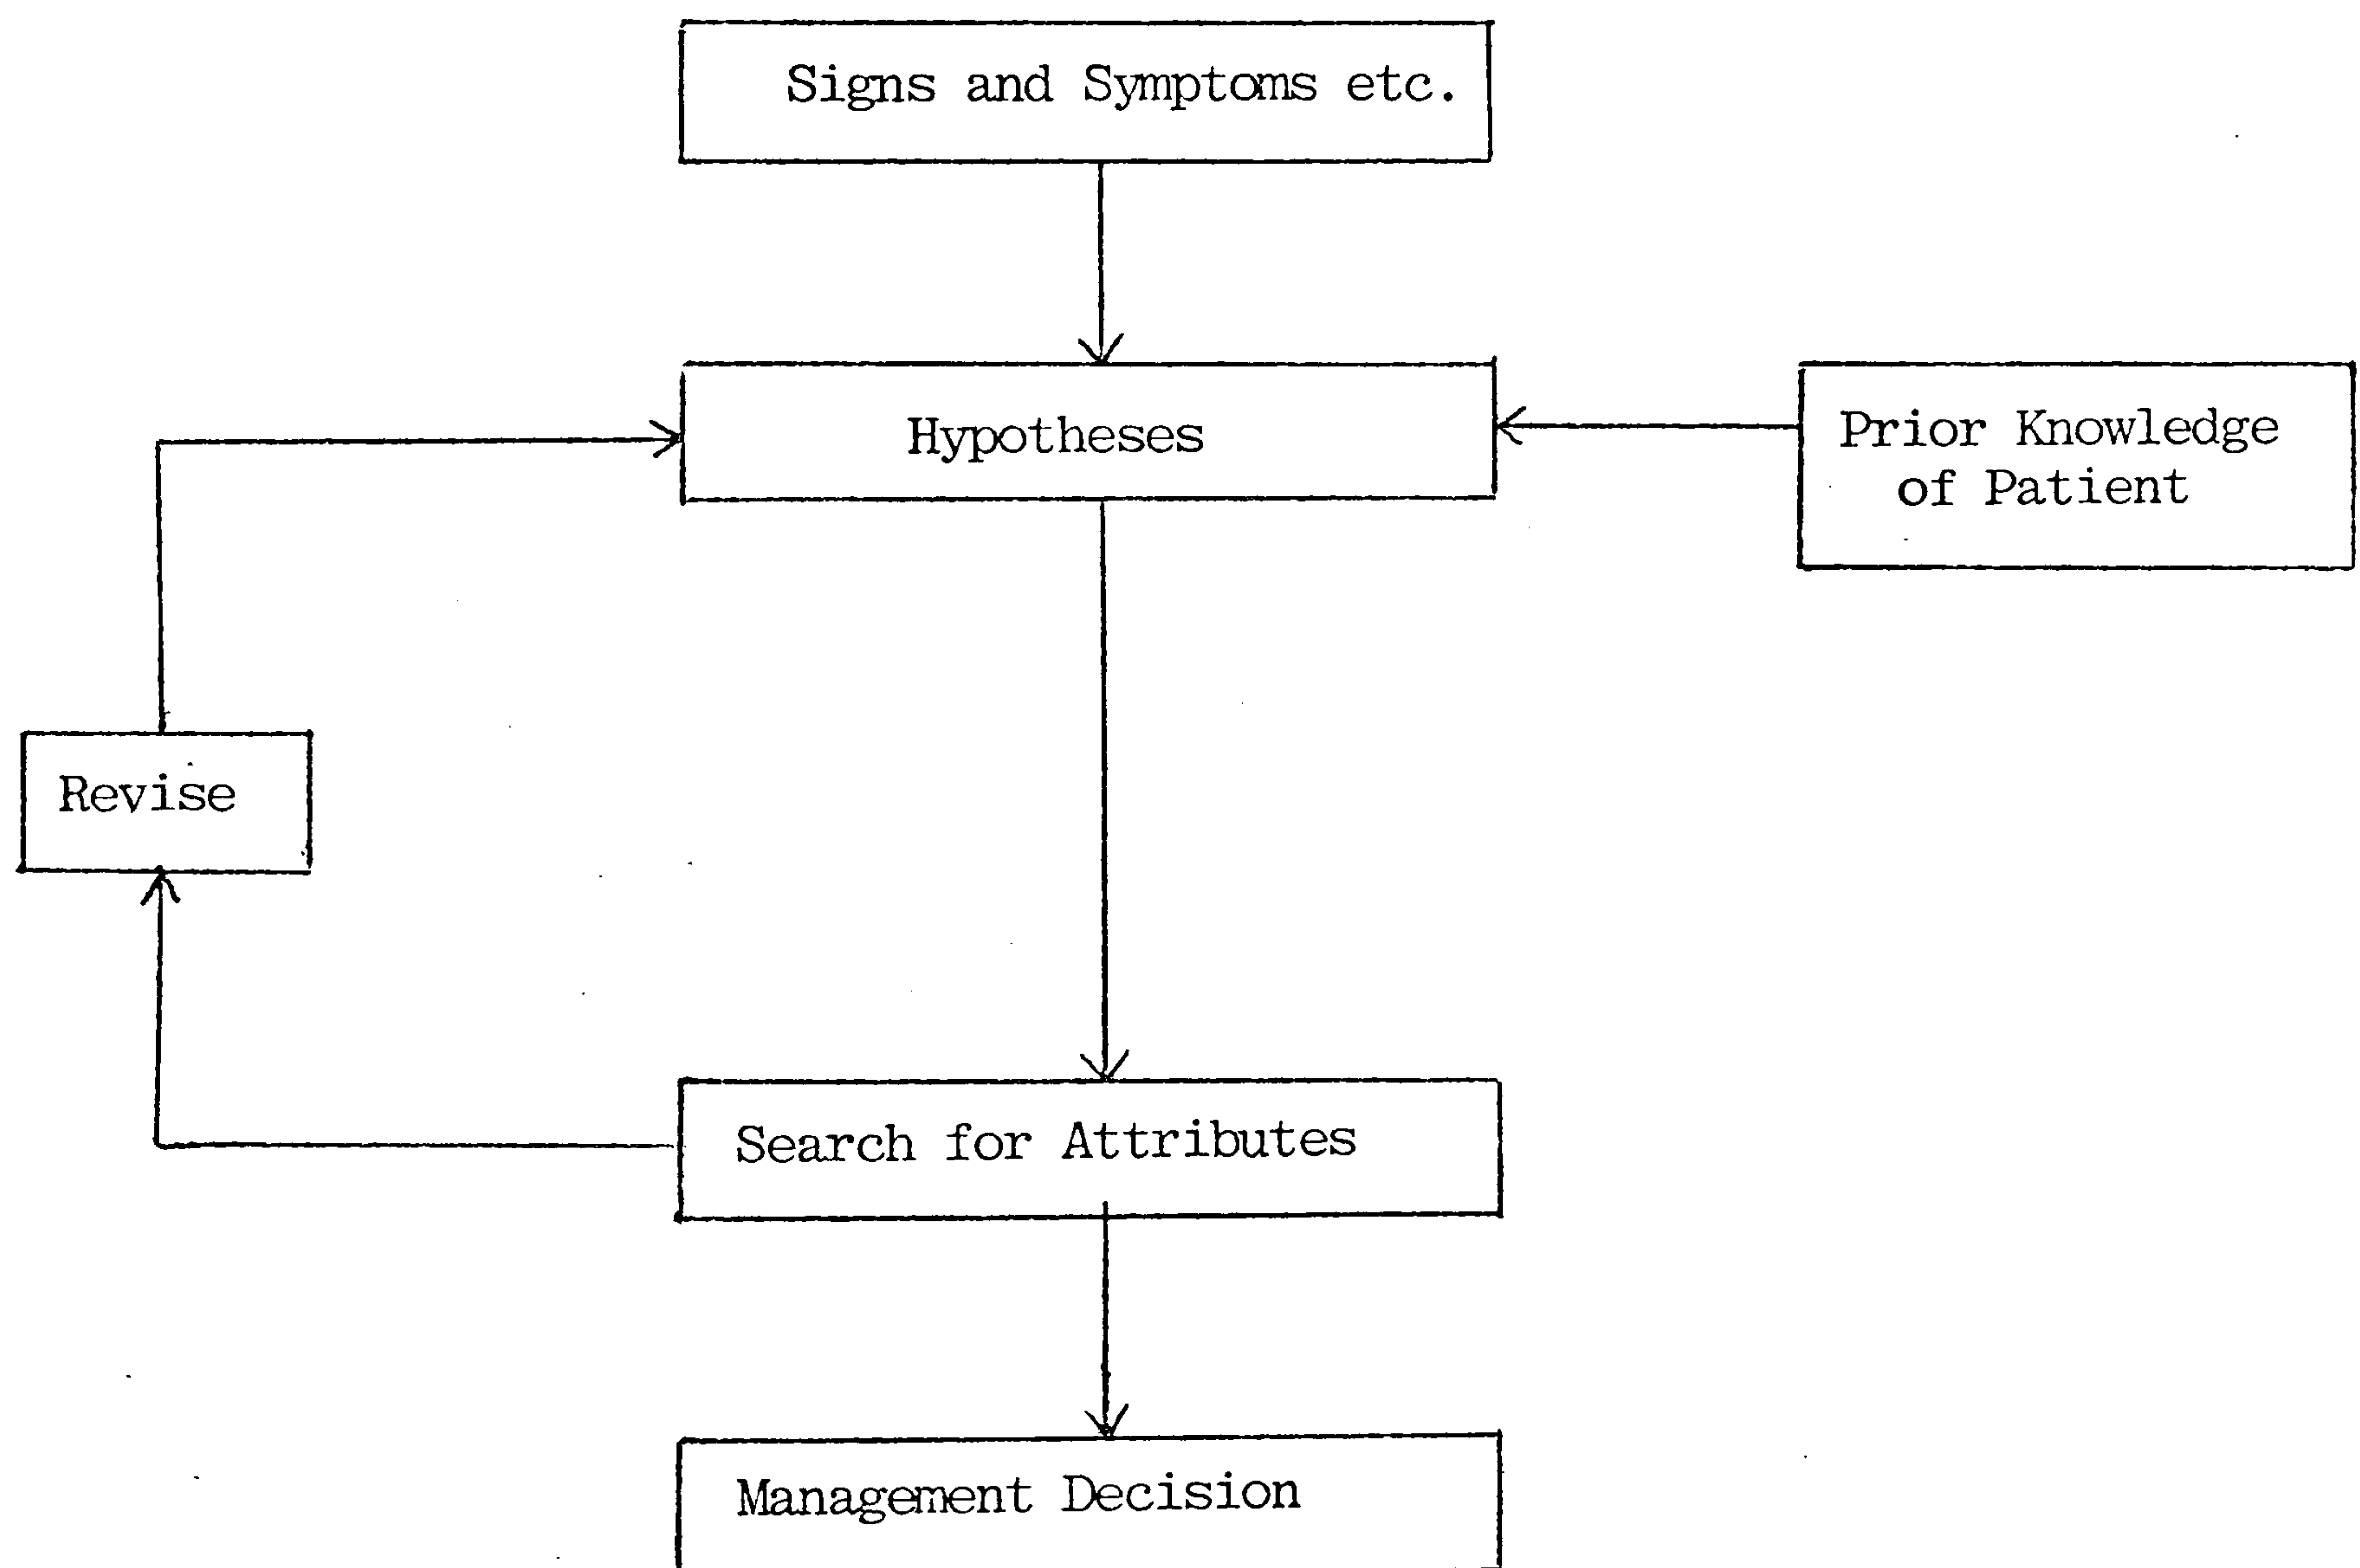 Signs and Symptoms etc.
Hypotheses
Prior Knowledge
of Patient
Revise
Search for Attributes
Management Decision